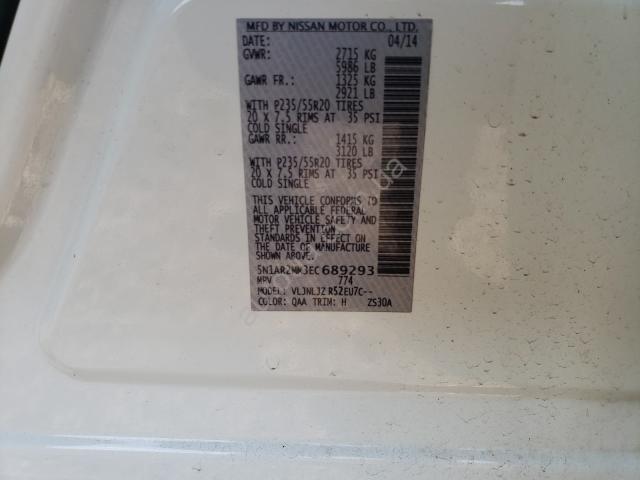 MFD BY NISSAN MOTOR CO., LTD.
DATE: 04/14
GVWR: 2715 KG
5986 LB
GAWR FR.: 1325 KG
2921 LB
WITH P235/55R20 TIRES
20 X 7.5 RIMS AT 35 PSI
COLD SINGLE
GAWR RR.: 1415 KG
3120 LB
WITH P235/55R20 TIRES
20 X 7.5 RIMS AT 35 PSI
COLD SINGLE
THIS VEHICLE CONFORMS TO
ALL APPLICABLE FEDERAL
MOTOR VEHICLE SAFETY AND
THEFT PREVENTION
STANDARDS IN EFFECT ON
THE DATE OF MANUFACTURE
SHOWN ABOVE.
5N1AR2MM3EC689293
MPV 774
MODEL: R52EU7C--
COLOR: QAA TRIM: H ZS30A